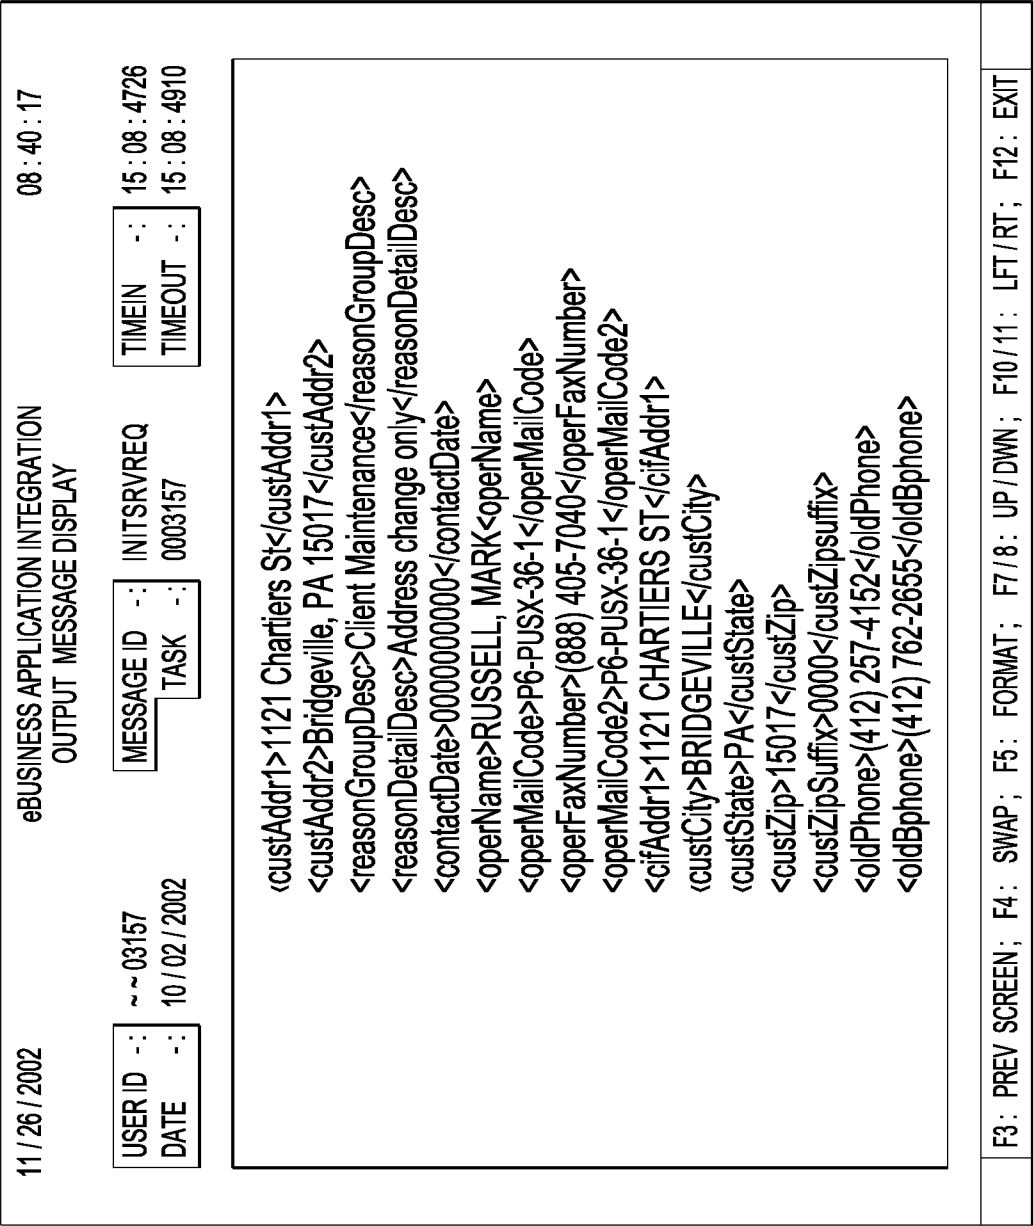 11 / 26 / 2002 eBUSINESS APPLICATION INTEGRATION 08 : 40 : 17
OUTPUT MESSAGE DISPLAY
USER ID - : ~ ~ 03157 MESSAGE ID - : INITSRVREQ TIMEIN - : 15 : 08 : 4726
DATE - : 10 / 02 / 2002 TASK - : 0003157 TIMEOUT - : 15 : 08 : 4910
<custAddr1>1121 Chartiers St</custAddr1>
<custAddr2>Bridgeville, PA 15017</custAddr2>
<reasonGroupDesc>Client Maintenance</reasonGroupDesc>
<reasonDetailDesc>Address change only</reasonDetailDesc>
<contactDate>0000000000</contactDate>
<operName>RUSSELL, MARK<operName>
<operMailCode>P6-PUSX-36-1</operMailCode>
<operFaxNumber>(888) 405-7040</operFaxNumber>
<operMailCode2>P6-PUSX-36-1</operMailCode2>
<cifAddr1>1121 CHARTIERS ST</cifAddr1>
<custCity>BRIDGEVILLE</custCity>
<custState>PA</custState>
<custZip>15017</custZip>
<custZipSuffix>0000</custZipsuffix>
<oldPhone>(412) 257-4152</oldPhone>
<oldBphone>(412) 762-2655</oldBphone>
F3 : PREV SCREEN ; F4 : SWAP ; F5 : FORMAT ; F7 / 8 : UP / DWN ; F10 / 11 : LFT / RT ; F12 : EXIT